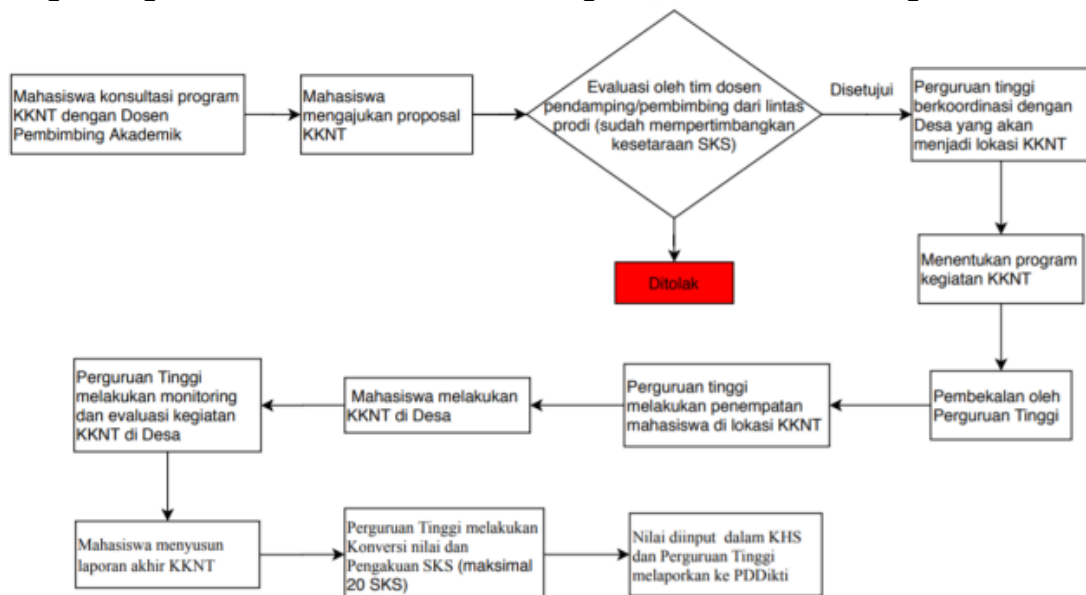 Mahasiswa konsultasi program
KKNT dengan Dosen
Pembimbing Akademik
Mahasiswa
mengajukan proposal
KKNT
Evaluasi oleh tim dosen
pendamping/pembimbing dari lintas
prodi (sudah mempertimbangkan
kesetaraan SKS)
Disetujui
Perguruan tinggi
berkoordinasi dengan
Desa yang akan
menjadi lokasi KKNT
Ditolak
Menentukan program
kegiatan KKNT
Pembekalan oleh
Perguruan Tinggi
Perguruan tinggi
melakukan penempatan
mahasiswa di lokasi KKNT
Mahasiswa melakukan
KKNT di Desa
Perguruan Tinggi
melakukan monitoring
dan evaluasi kegiatan
KKNT di Desa
Mahasiswa menyusun
laporan akhir KKNT
Perguruan Tinggi melakukan
Konversi nilai dan
Pengakuan SKS (maksimal
20 SKS)
Nilai diinput dalam KHS
dan Perguruan Tinggi
melaporkan ke PDDikti